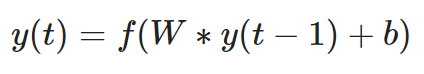 y(t) = f(W ∗ y(t − 1) + b)